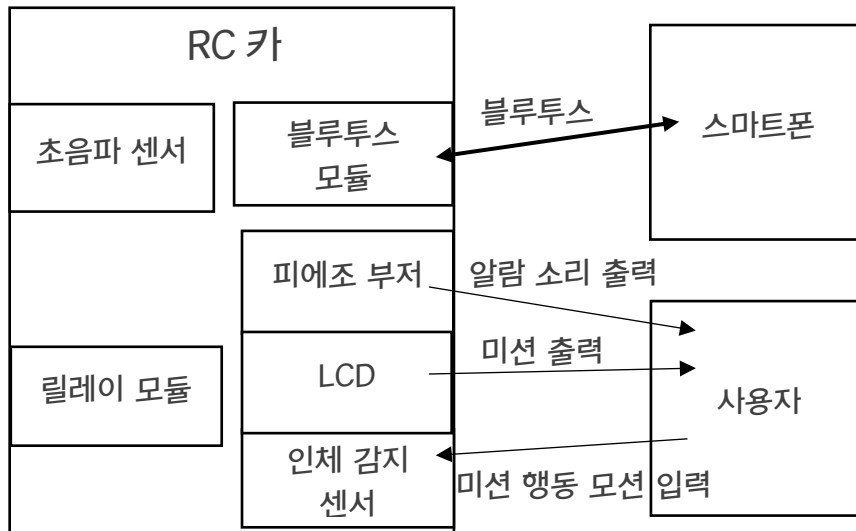 RC 카
초음파 센서
블루투스
모듈
블루투스
스마트폰
피에조 부저
알람 소리 출력
릴레이 모듈
LCD
미션 출력
사용자
인체 감지
센서
미션 행동 모션 입력